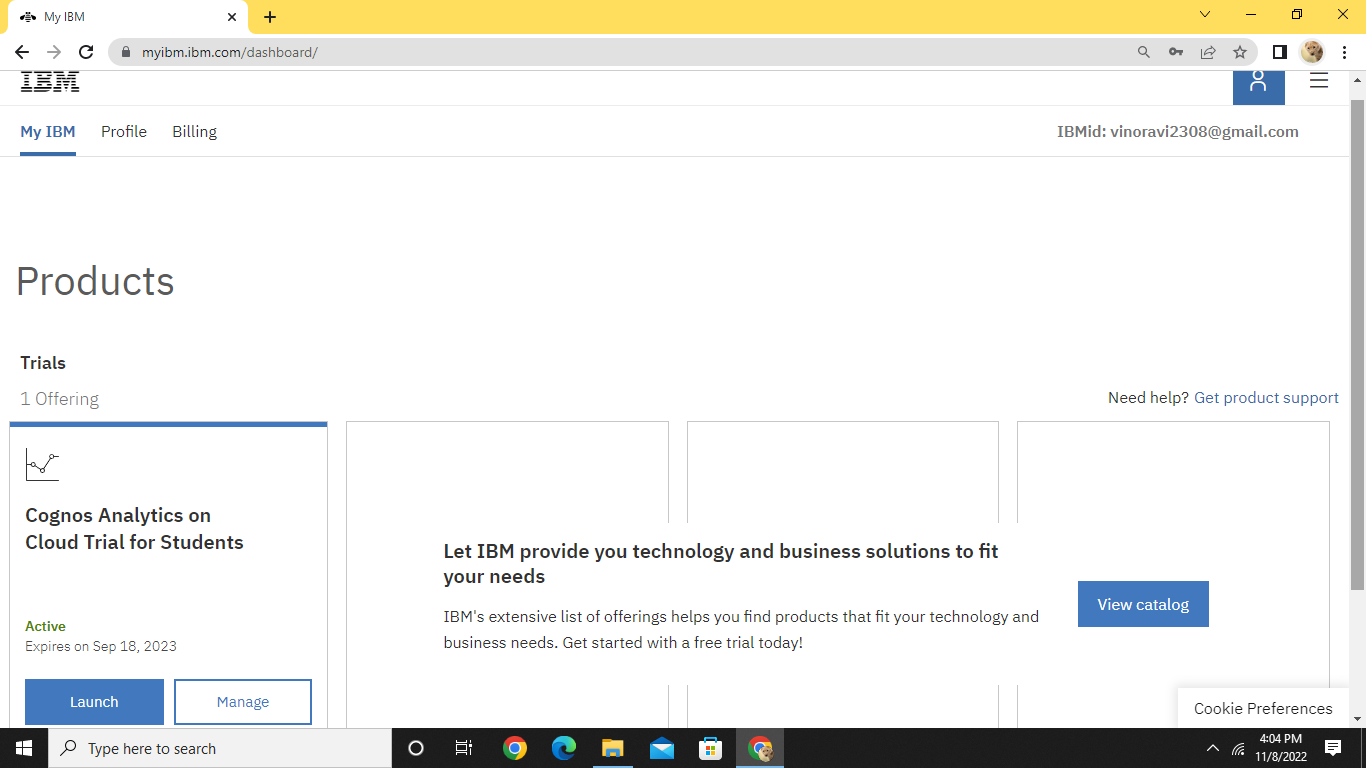 My IBM
myibm.ibm.com/dashboard/
IBM
My IBM Profile Billing IBMid: vinoravi2308@gmail.com
Products
Trials
1 Offering
Need help? Get product support
Cognos Analytics on
Cloud Trial for Students
Active
Expires on Sep 18, 2023
Launch Manage
Let IBM provide you technology and business solutions to fit
your needs
IBM's extensive list of offerings helps you find products that fit your technology and
business needs. Get started with a free trial today!
View catalog
Cookie Preferences
Type here to search
4:04 PM
11/8/2022